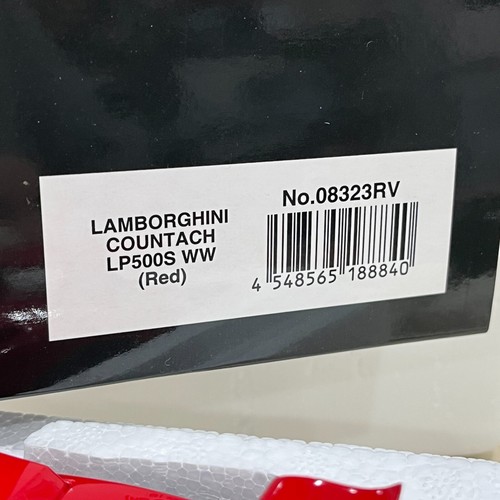 LAMBORGHINI
COUNTACH
LP500S WW
(Red)
No.08323RV
4 548565 188840